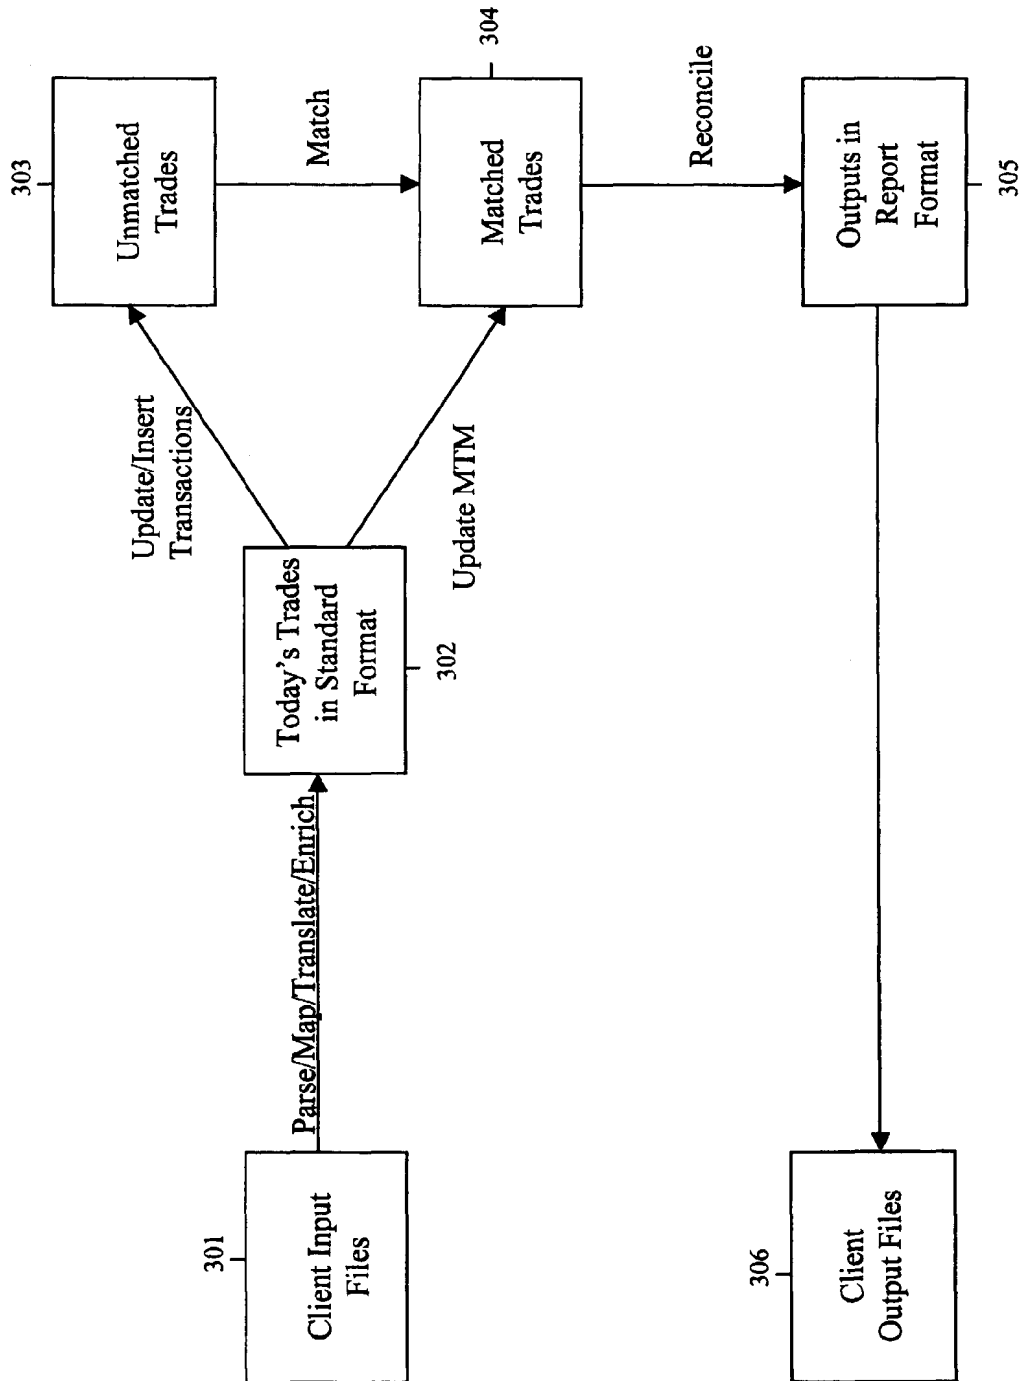 303
Unmatched
Trades
Update/Insert
Transactions
Match
301
Client Input
Files
Parse/Map/Translate/Enrich
Today's Trades
in Standard
Format
302
Update MTM
304
Matched
Trades
Reconcile
306
Client
Output Files
Outputs in
Report
Format
305